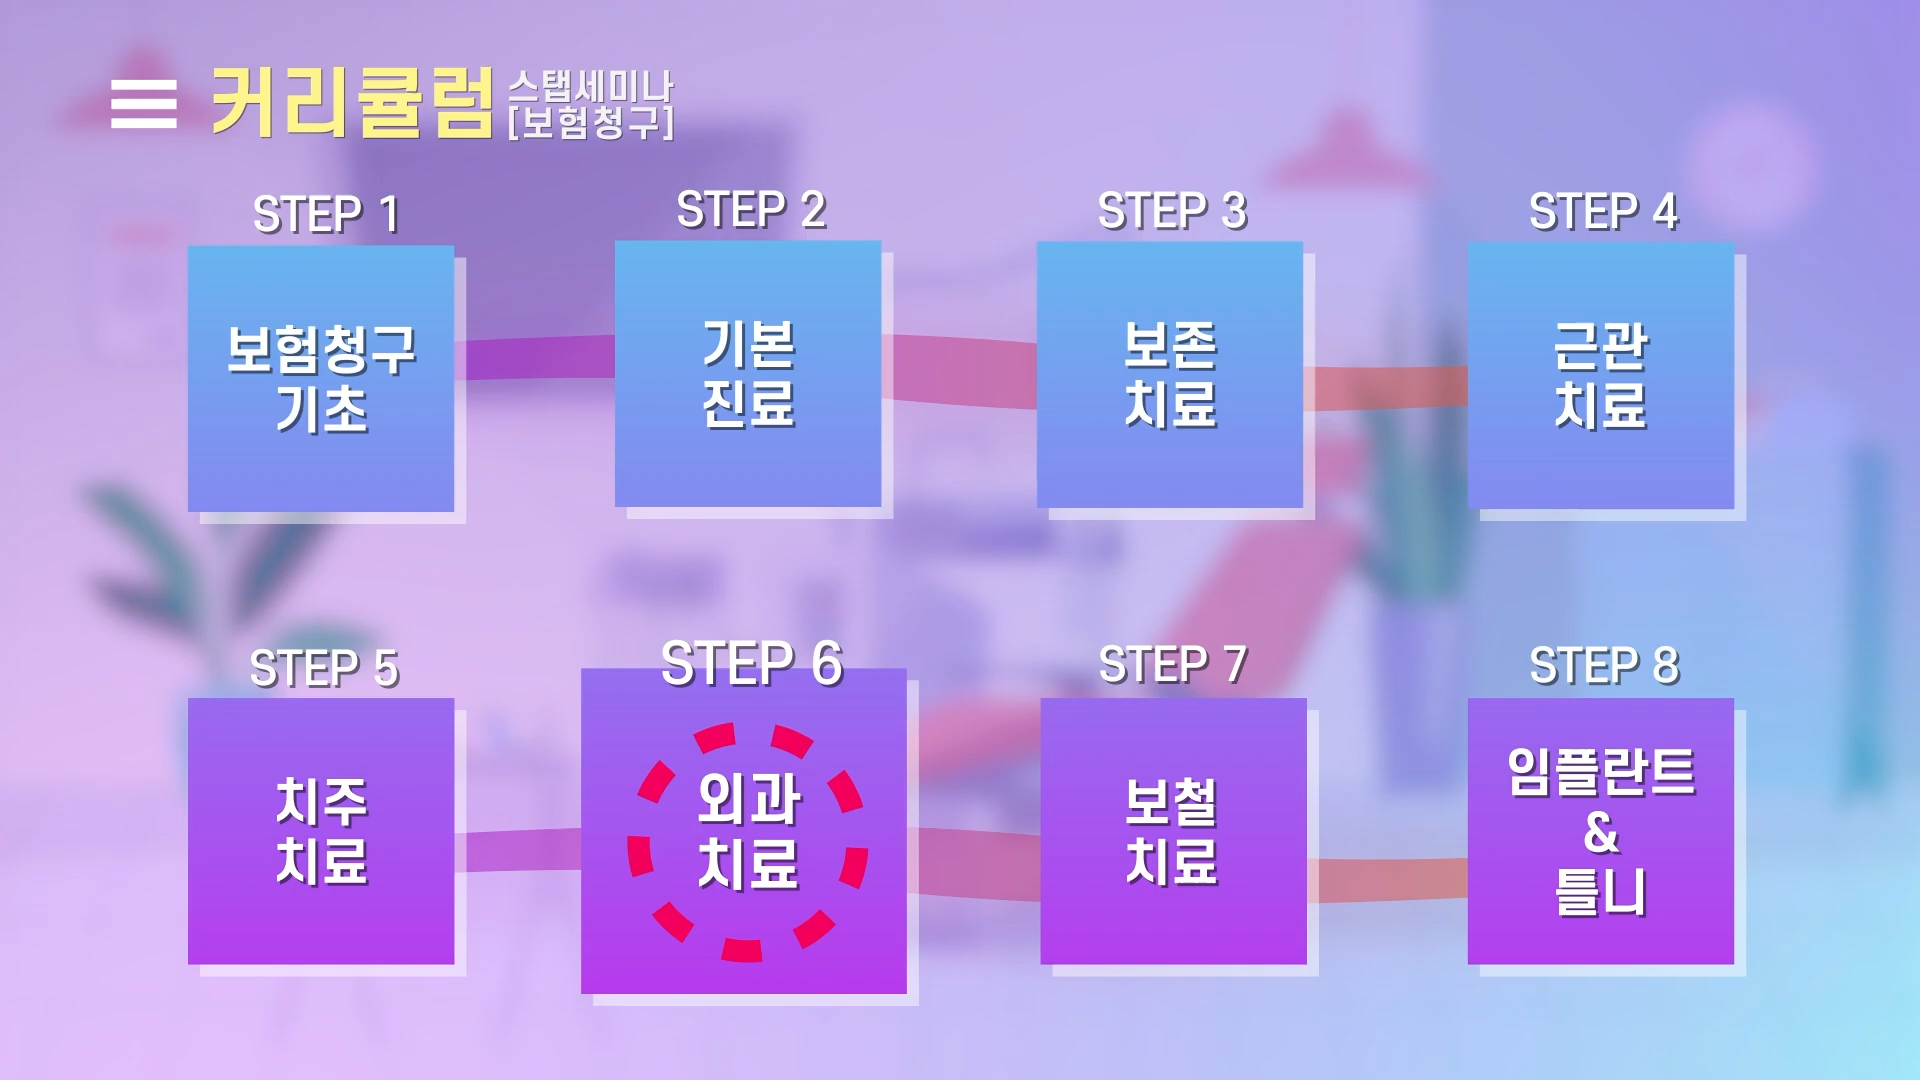 커리큘럼
스탭세미나
[보험청구]
STEP 1
보험청구
기초
STEP 2
기본
진료
STEP 3
보존
치료
STEP 4
근관
치료
STEP 5
치주
치료
STEP 6
외과
치료
STEP 7
보철
치료
STEP 8
임플란트
&
틀니